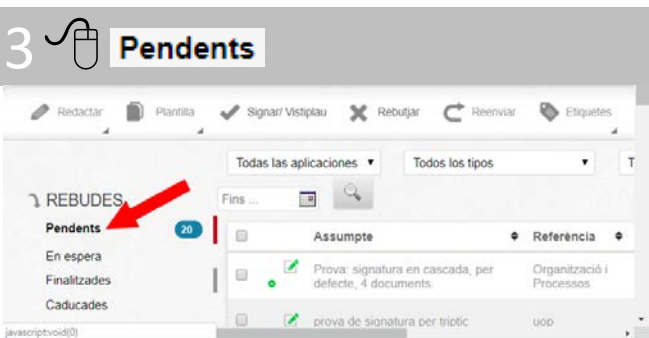 3 Pendents
Redactar Plantilla Signar/ Vistiplau Rebutjar Reenviar Etiquetes
Todas las aplicaciones Todos los tipos T
REBUDES
Fins ...
Pendents 20
Assumpte Referència
En espera
Prova: signatura en cascada, per Organització i
Finalitzades
defecte, 4 documents. Processos
Caducades
prova de signatura per triptic uop
javascript:void(0)